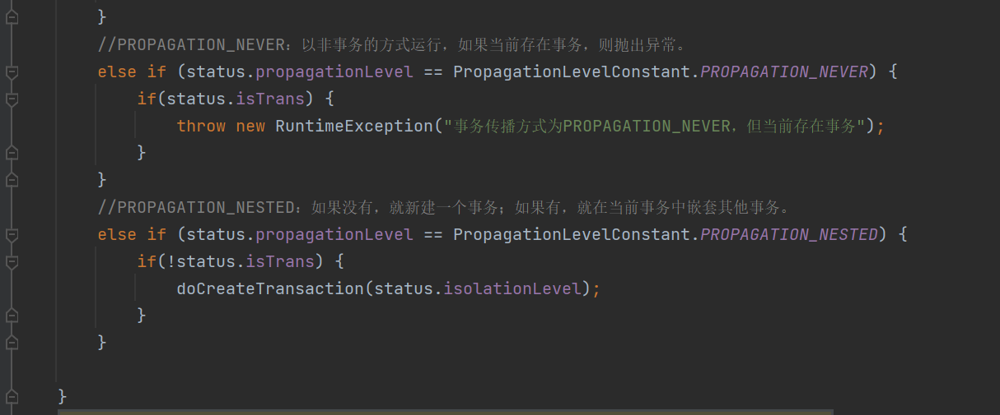 }
//PROPAGATION_NEVER：以非事务的方式运行，如果当前存在事务，则抛出异常。
else if (status.propagationLevel == PropagationLevelConstant.PROPAGATION_NEVER) {
if(status.isTrans) {
throw new RuntimeException("事务传播方式为PROPAGATION_NEVER，但当前存在事务");
}
}
//PROPAGATION_NESTED：如果没有，就新建一个事务；如果有，就在当前事务中嵌套其他事务。
else if (status.propagationLevel == PropagationLevelConstant.PROPAGATION_NESTED) {
if(!status.isTrans) {
doCreateTransaction(status.isolationLevel);
}
}
}